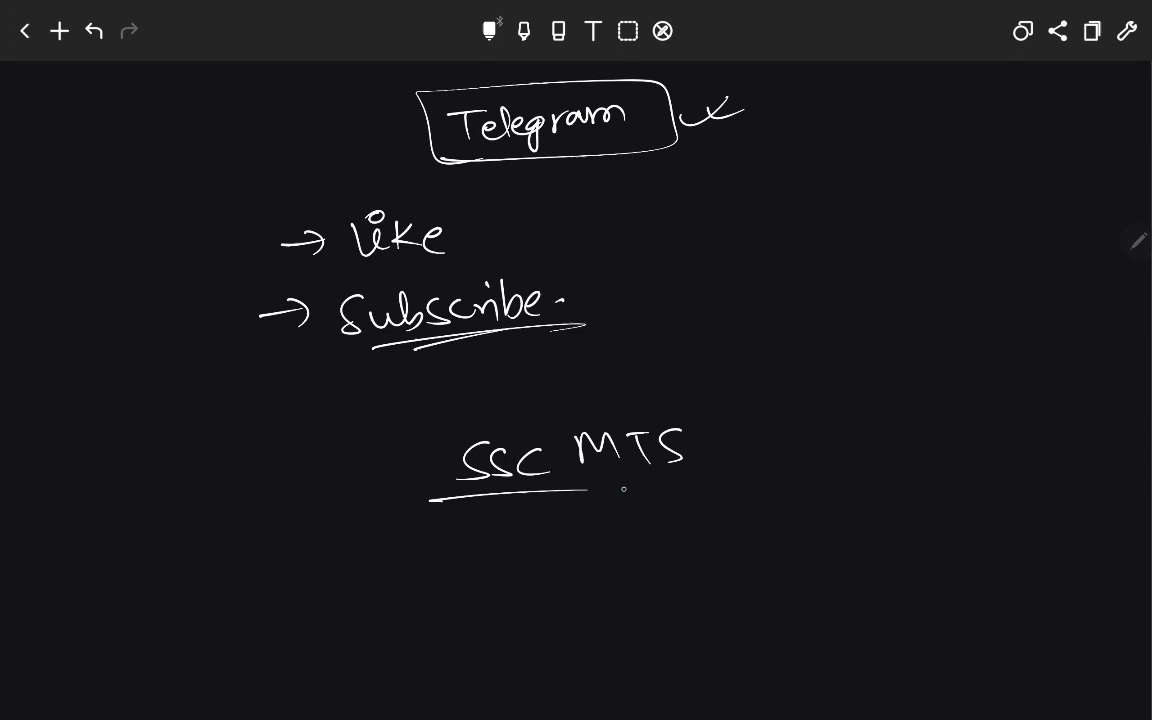 Telegram
→ Like
→ Subscribe.
SSC MTS